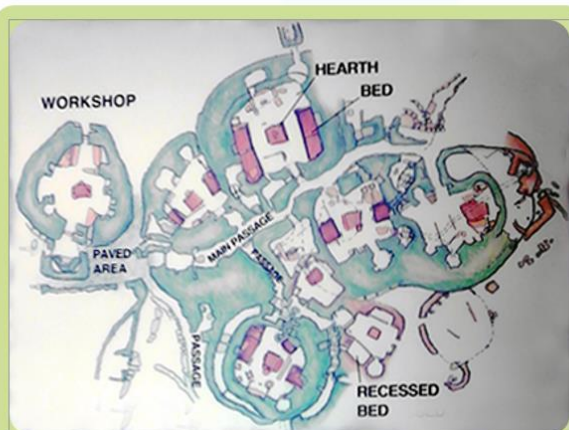 HEARTH
BED
WORKSHOP
MAIN PASSAGE
PAVED
AREA
PASSAGE
PASSAGE
RECESSED
BED